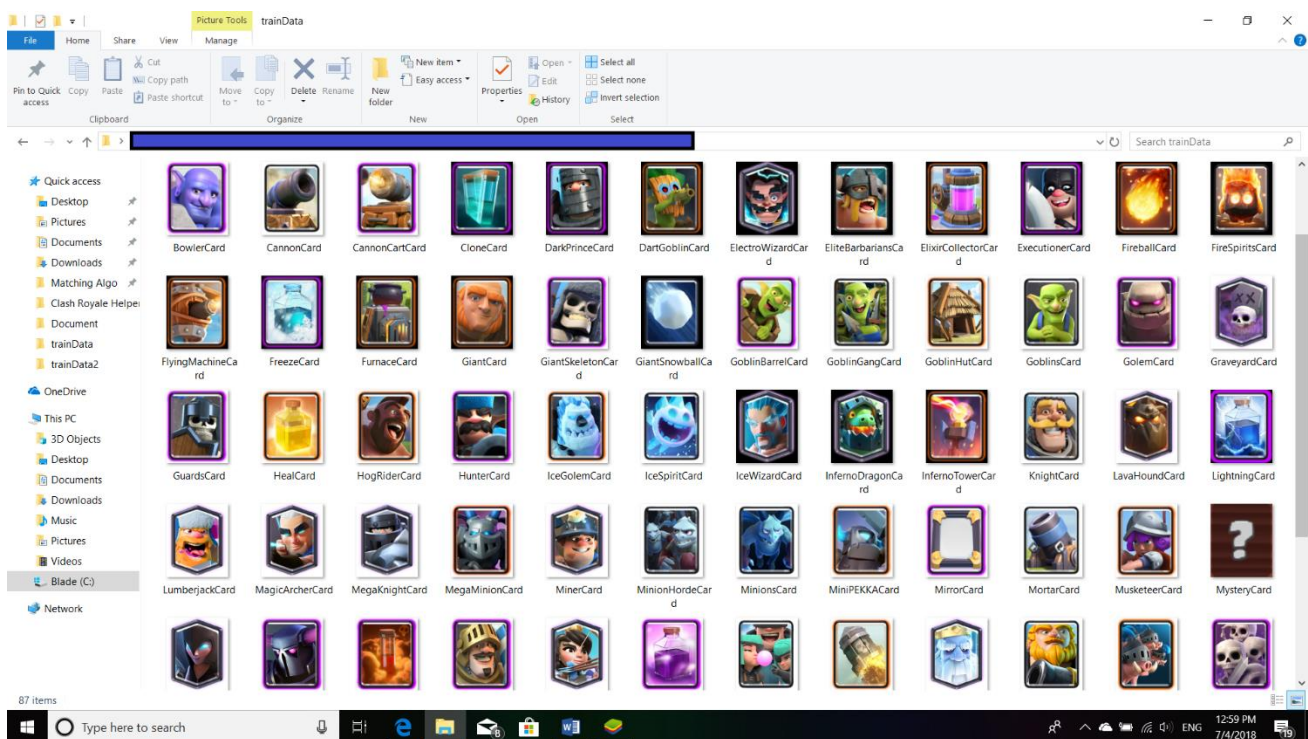 Picture Tools trainData
File Home Share View Manage
Pin to Quick access
Copy
Paste
Cut
Copy path
Paste shortcut
Clipboard
Move to
Copy to
Delete
Rename
Organize
New folder
New item
Easy access
New
Properties
Open
Edit
History
Open
Select all
Select none
Invert selection
Select
Search trainData
Quick access
Desktop
Pictures
Documents
Downloads
Matching Algo
Clash Royale Helper
Document
trainData
trainData2
OneDrive
This PC
3D Objects
Desktop
Documents
Downloads
Music
Pictures
Videos
Blade (C:)
Network
BowlerCard CannonCard CannonCartCard CloneCard DarkPrinceCard DartGoblinCard ElectroWizardCar EliteBarbariansCa ElixirCollectorCar ExecutionerCard FireballCard FireSpiritsCard
d rd d
FlyingMachineCa FreezeCard FurnaceCard GiantCard GiantSkeletonCar GiantSnowballCa GoblinBarrelCard GoblinGangCard GoblinHutCard GoblinsCard GolemCard GraveyardCard
rd d rd
GuardsCard HealCard HogRiderCard HunterCard IceGolemCard IceSpiritCard IceWizardCard InfernoDragonCa InfernoTowerCar KnightCard LavaHoundCard LightningCard
rd d
LumberjackCard MagicArcherCard MegaKnightCard MegaMinionCard MinerCard MinionHordeCar MinionsCard MiniPEKKACard MirrorCard MortarCard MusketeerCard MysteryCard
d
87 items
Type here to search
ENG
12:59 PM
7/4/2018
19